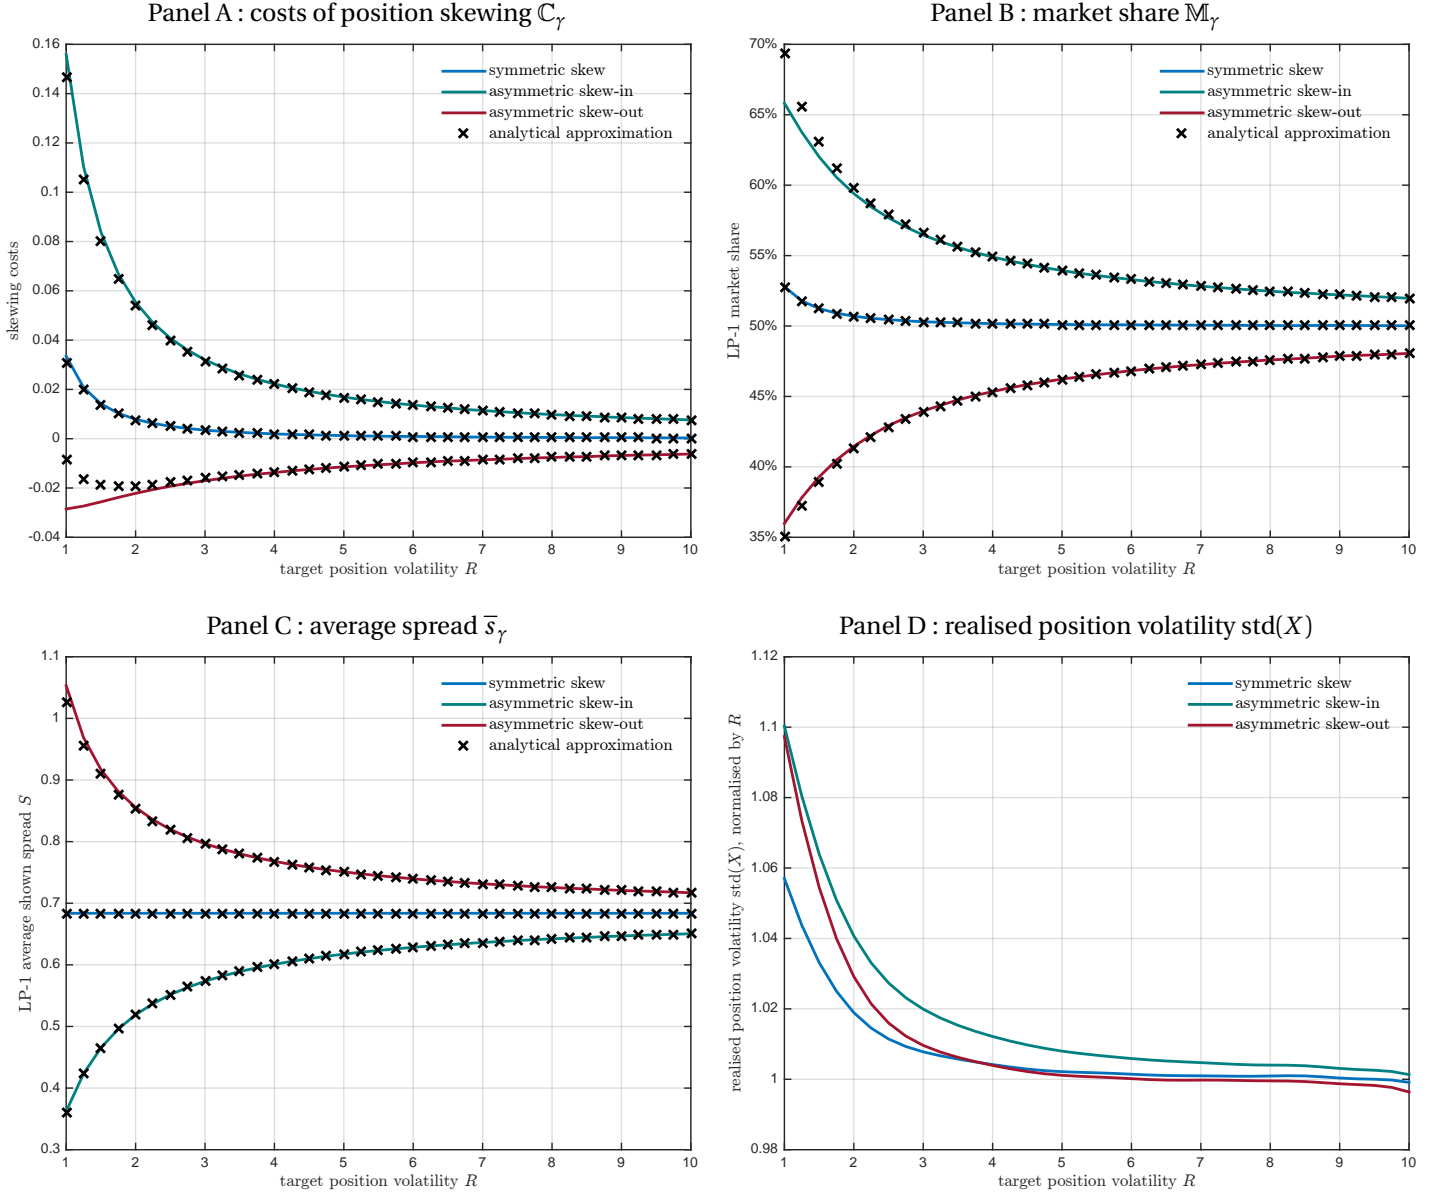 Panel A : costs of position skewing ℂγ
0.16
0.14
0.12
0.1
0.08
0.06
0.04
0.02
0
-0.02
-0.04
skewing costs
symmetric skew
asymmetric skew-in
asymmetric skew-out
analytical approximation
1 2 3 4 5 6 7 8 9 10
target position volatility R
Panel B : market share 𝕄γ
70%
65%
60%
55%
50%
45%
40%
35%
LP-1 market share
symmetric skew
asymmetric skew-in
asymmetric skew-out
analytical approximation
1 2 3 4 5 6 7 8 9 10
target position volatility R
Panel C : average spread s̅γ
1.1
1
0.9
0.8
0.7
0.6
0.5
0.4
0.3
LP-1 average shown spread S
symmetric skew
asymmetric skew-in
asymmetric skew-out
analytical approximation
1 2 3 4 5 6 7 8 9 10
target position volatility R
Panel D : realised position volatility std(X)
1.12
1.1
1.08
1.06
1.04
1.02
1
0.98
realised position volatility std(X), normalised by R
symmetric skew
asymmetric skew-in
asymmetric skew-out
1 2 3 4 5 6 7 8 9 10
target position volatility R